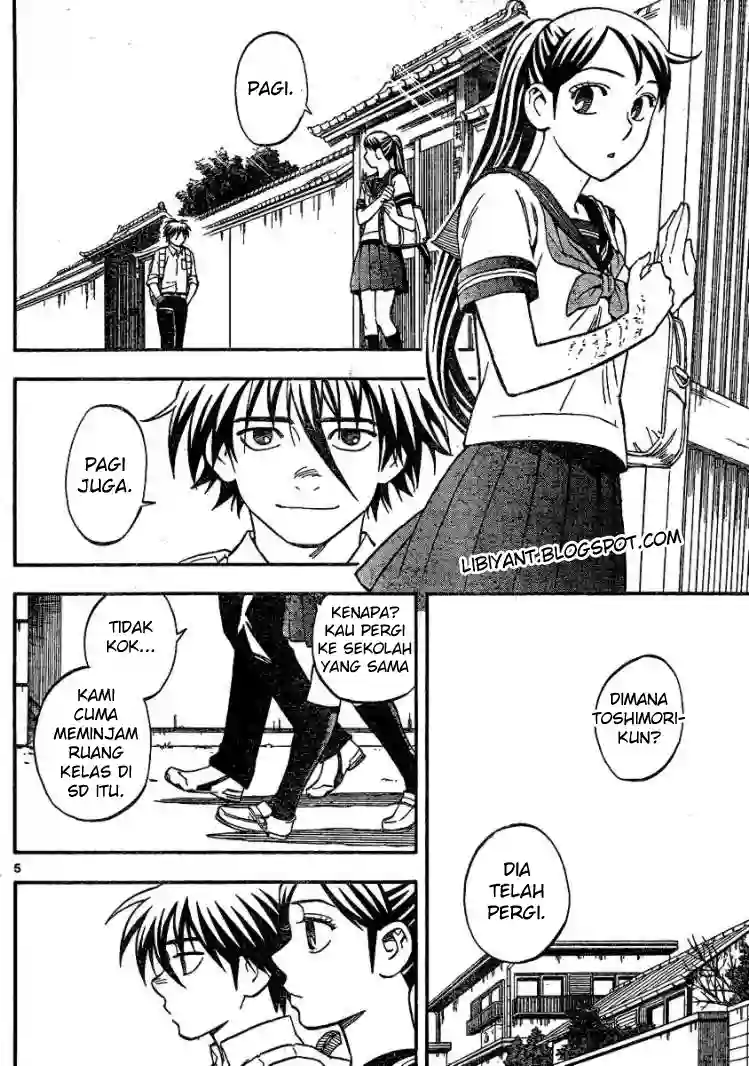 PAGI.
PAGI
JUGA.
LIBIYANT.BLOGSPOT.COM
DIMANA
TOSHIMORI-
KUN?
DIA
TELAH
PERGI.
KENAPA?
KAU PERGI
KE SEKOLAH
YANG SAMA
TIDAK
KOK...
KAMI
CUMA
MEMINJAM
RUANG
KELAS DI
SD ITU.
5